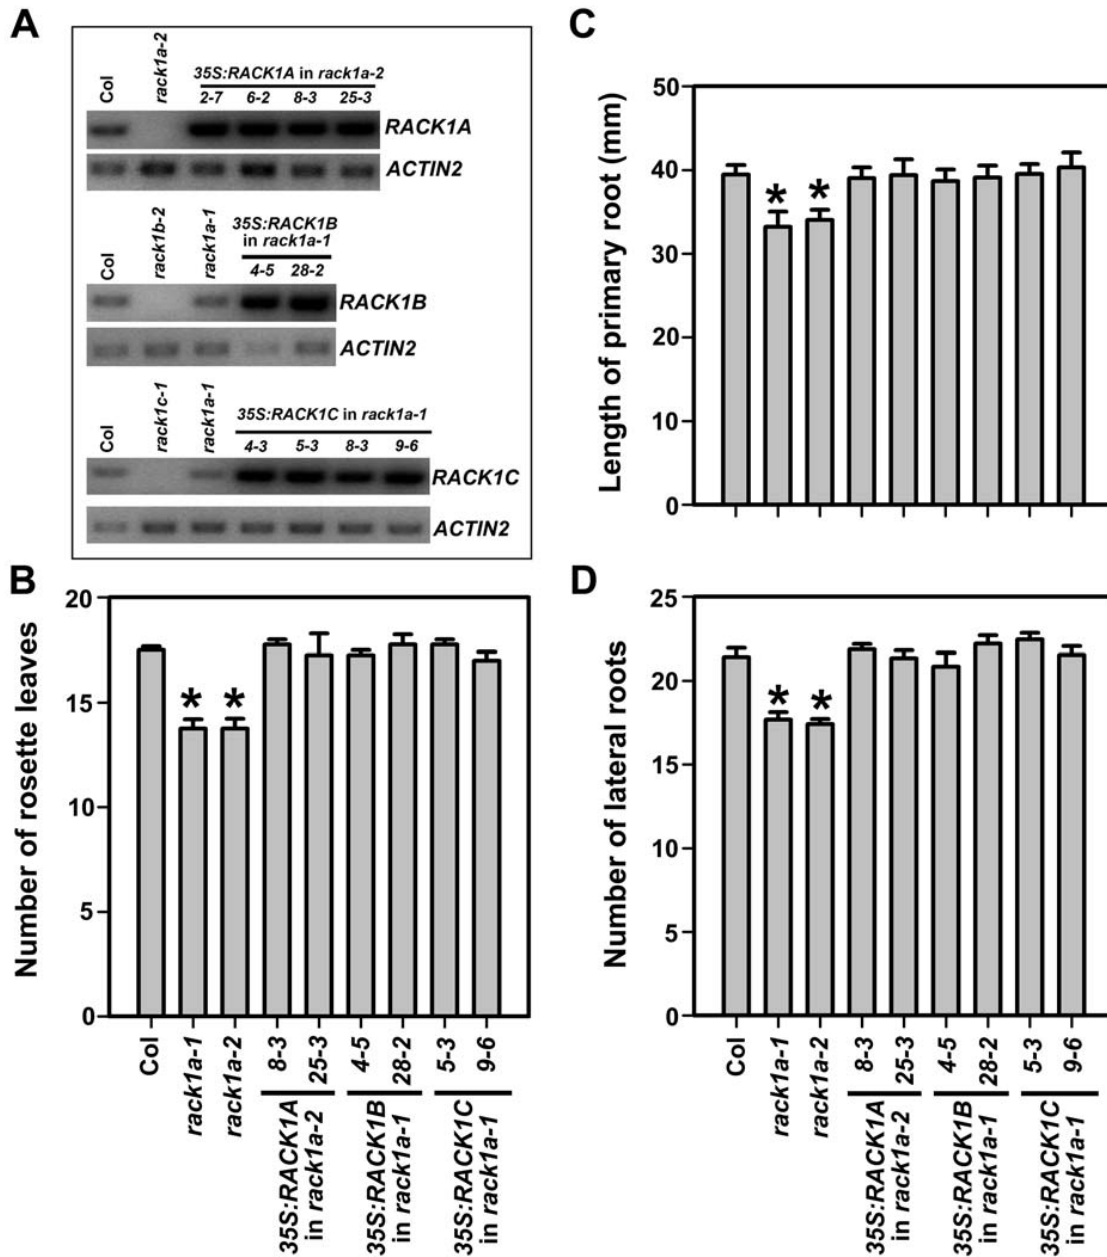 A
Col
rack1a-2
35S:RACK1A in rack1a-2
2-7 6-2 8-3 25-3
RACK1A
ACTIN2
Col
rack1b-2
rack1a-1
35S:RACK1B
in rack1a-1
4-5 28-2
RACK1B
ACTIN2
Col
rack1c-1
rack1a-1
35S:RACK1C in rack1a-1
4-3 5-3 8-3 9-6
RACK1C
ACTIN2
B
Number of rosette leaves
20
15
10
5
0
* *
Col
rack1a-1
rack1a-2
8-3
25-3
4-5
28-2
5-3
9-6
35S:RACK1A
in rack1a-2
35S:RACK1B
in rack1a-1
35S:RACK1C
in rack1a-1
C
Length of primary root (mm)
50
40
30
20
10
0
* *
D
Number of lateral roots
25
20
15
10
5
0
* *
Col
rack1a-1
rack1a-2
8-3
25-3
4-5
28-2
5-3
9-6
35S:RACK1A
in rack1a-2
35S:RACK1B
in rack1a-1
35S:RACK1C
in rack1a-1